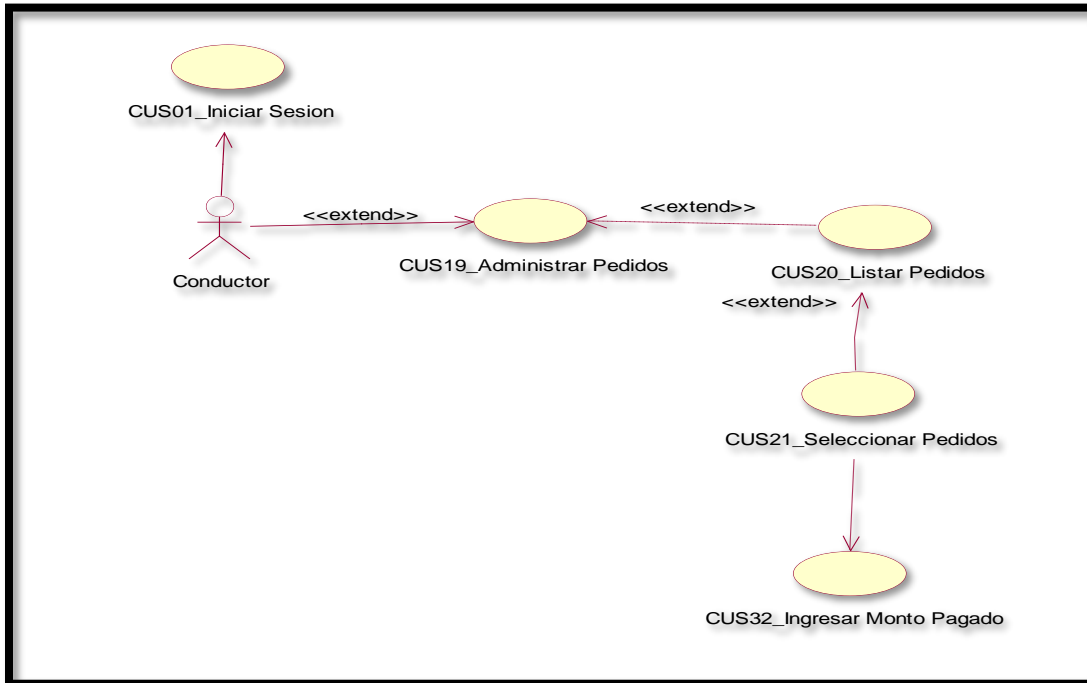 CUS01_Iniciar Sesion
<<extend>>
<<extend>>
Conductor
CUS19_Administrar Pedidos
CUS20_Listar Pedidos
<<extend>>
CUS21_Seleccionar Pedidos
CUS32_Ingresar Monto Pagado